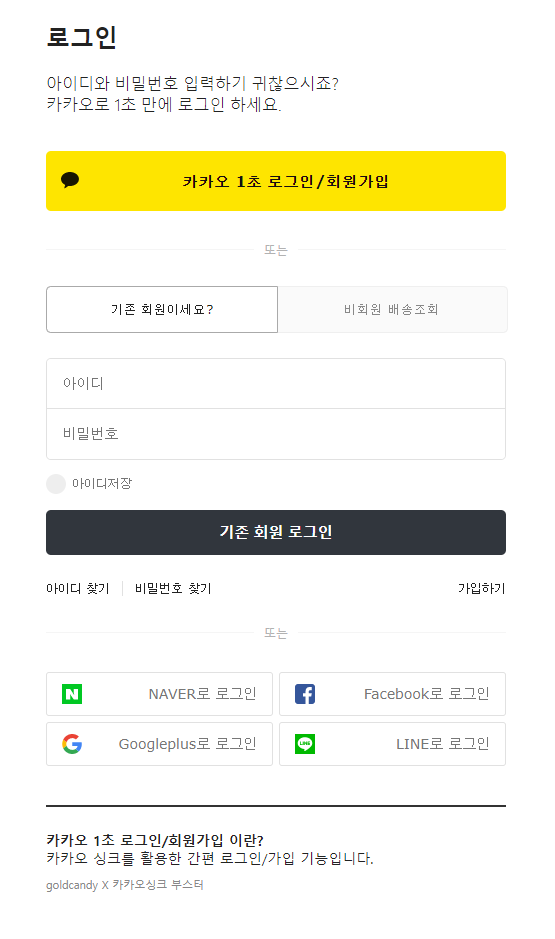 로그인
아이디와 비밀번호 입력하기 귀찮으시죠?
카카오로 1초 만에 로그인 하세요.
카카오 1초 로그인/회원가입
또는
기존 회원이세요?
비회원 배송조회
아이디
비밀번호
아이디저장
기존 회원 로그인
아이디 찾기
비밀번호 찾기
가입하기
또는
N
NAVER로 로그인
f
Facebook로 로그인
G
Googleplus로 로그인
LINE
LINE로 로그인
카카오 1초 로그인/회원가입 이란?
카카오 싱크를 활용한 간편 로그인/가입 기능입니다.
goldcandy X 카카오싱크 부스터